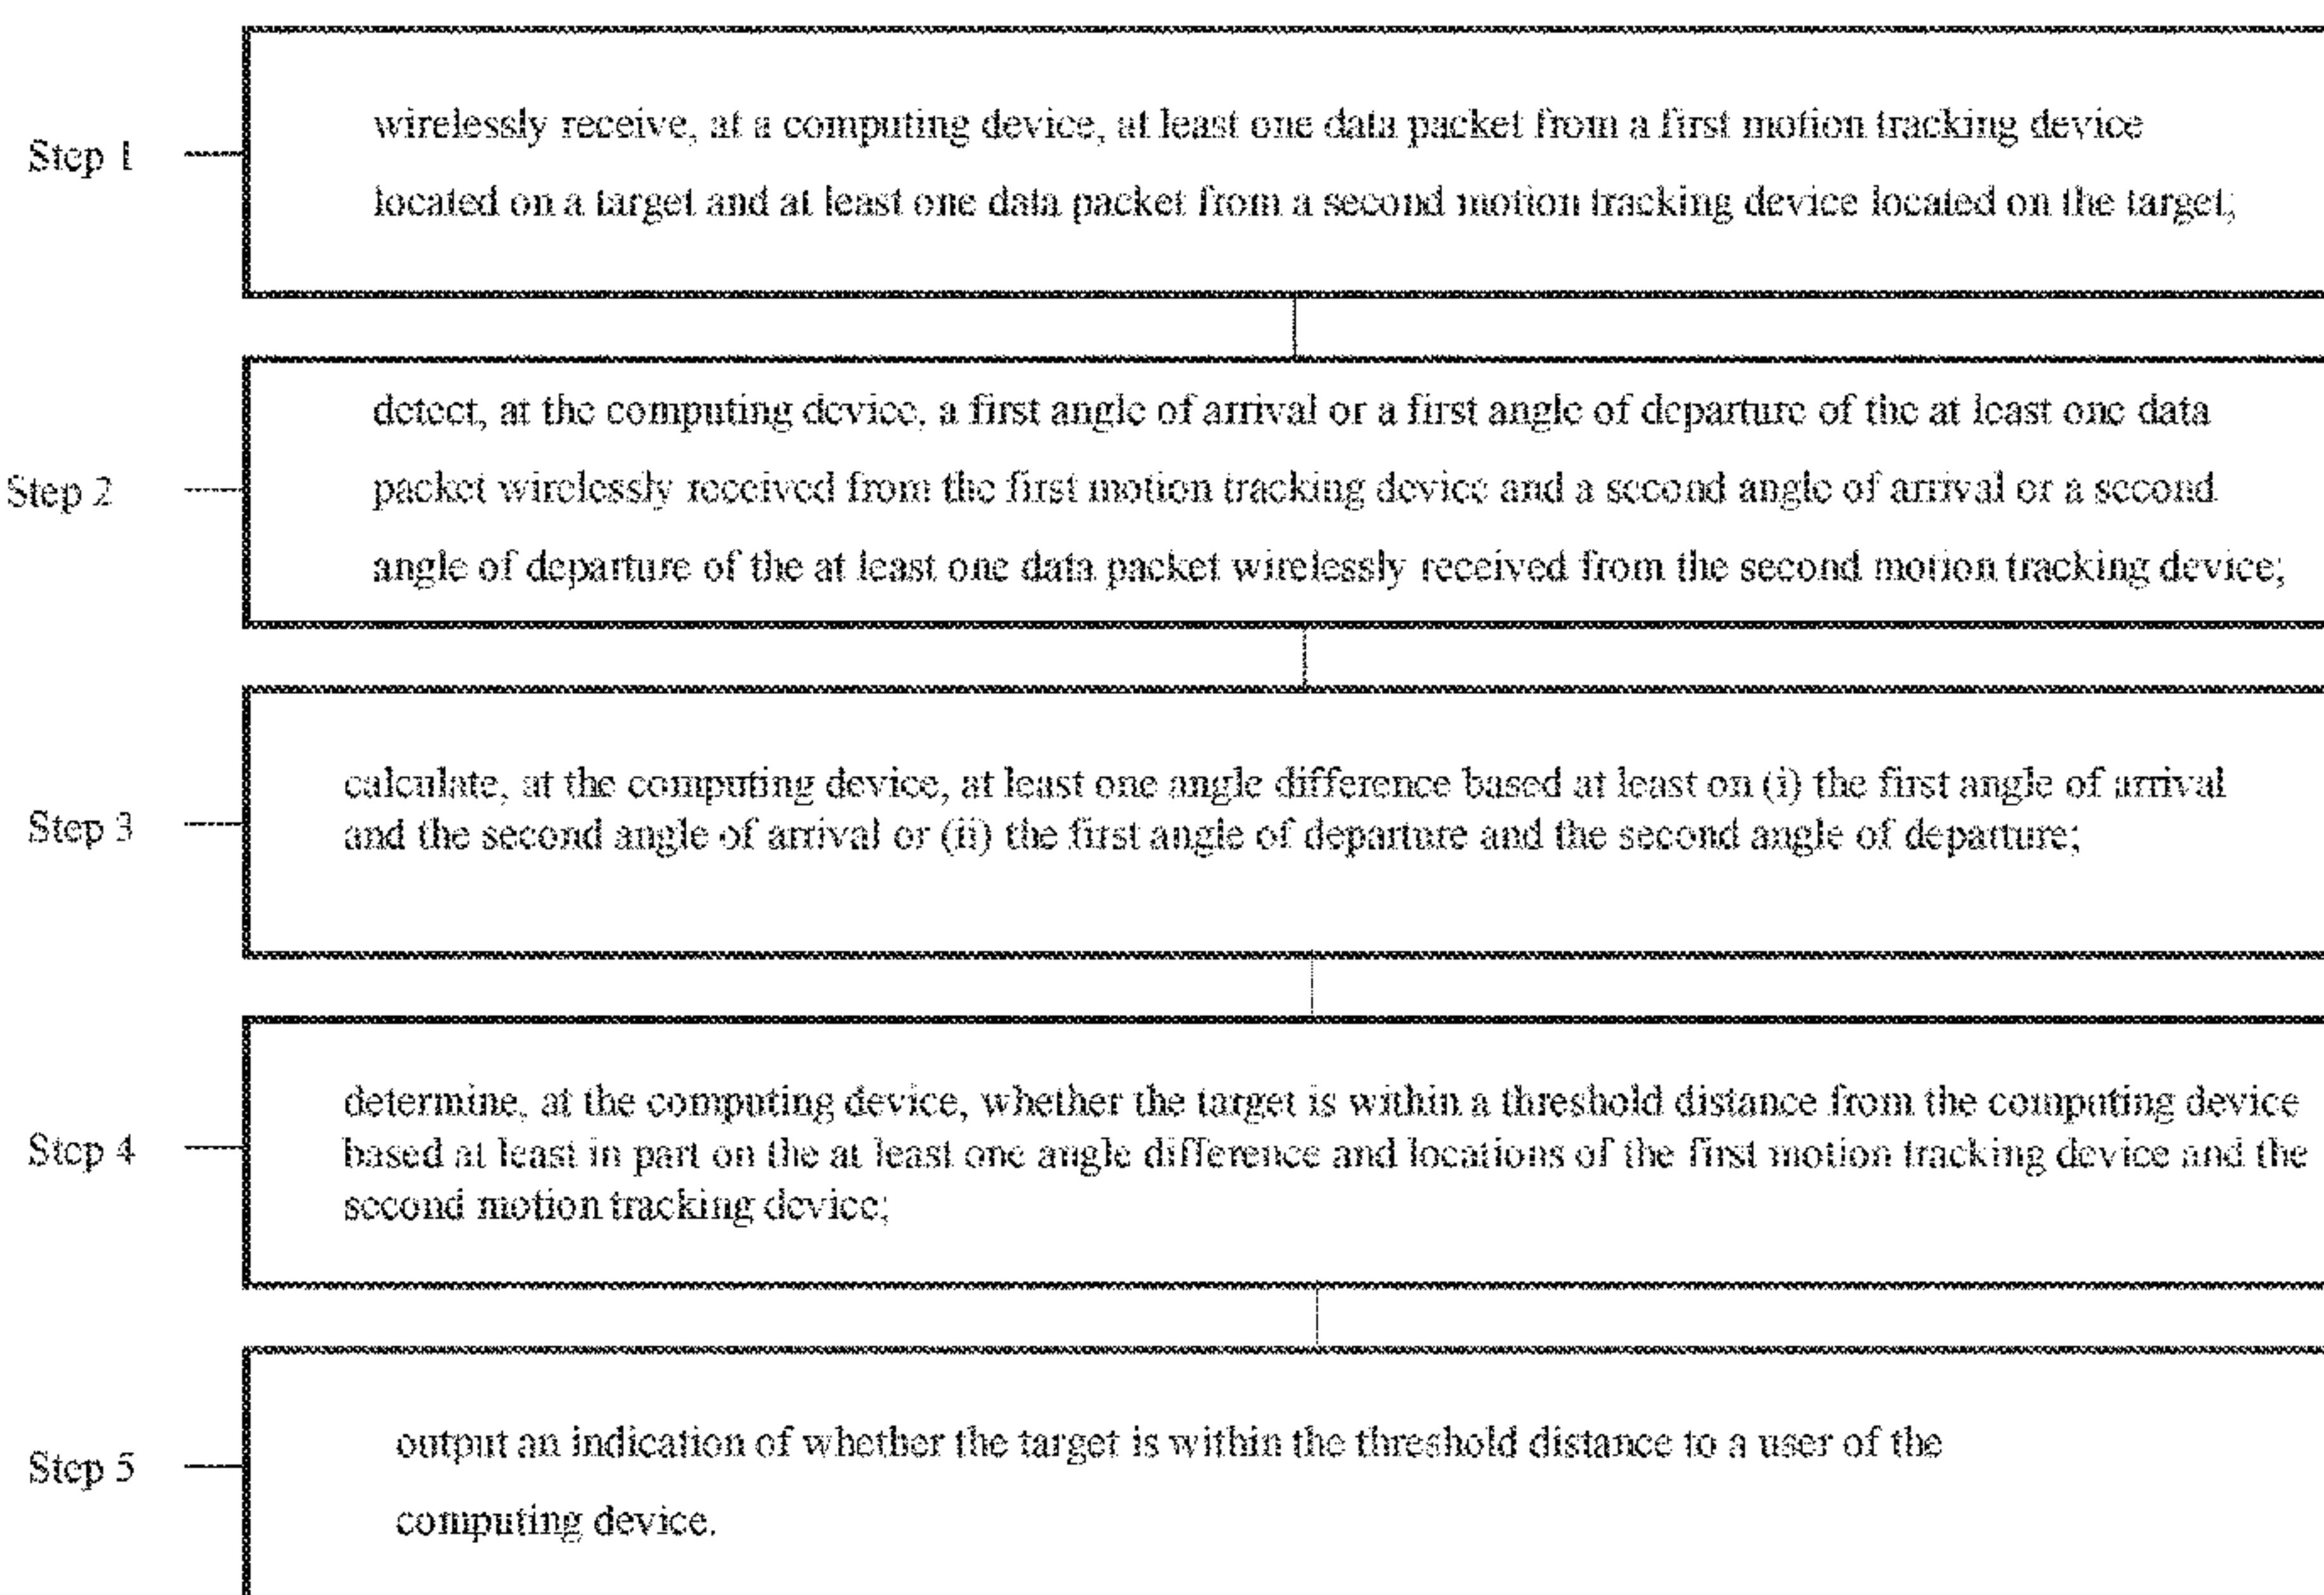 Step 1
wirelessly receive, at a computing device, at least one data packet from a first motion tracking device
located on a target and at least one data packet from a second motion tracking device located on the target;
Step 2
detect, at the computing device, a first angle of arrival or a first angle of departure of the at least one data
packet wirelessly received from the first motion tracking device and a second angle of arrival or a second
angle of departure of the at least one data packet wirelessly received from the second motion tracking device;
Step 3
calculate, at the computing device, at least one angle difference based at least on (i) the first angle of arrival
and the second angle of arrival or (ii) the first angle of departure and the second angle of departure;
Step 4
determine, at the computing device, whether the target is within a threshold distance from the computing device
based at least in part on the at least one angle difference and locations of the first motion tracking device and the
second motion tracking device;
Step 5
output an indication of whether the target is within the threshold distance to a user of the
computing device.